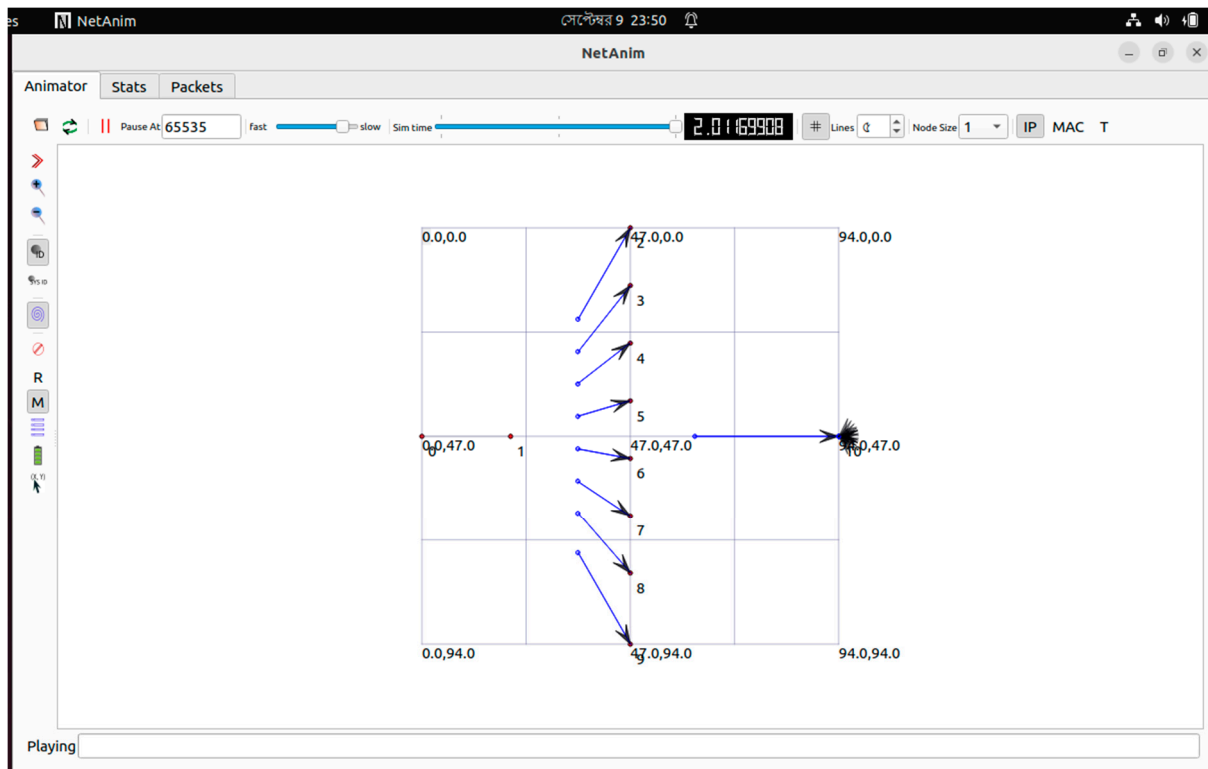 es NetAnim সেপ্টেম্বর 9 23:50
NetAnim
Animator Stats Packets
Pause At 65535 fast slow Sim time 2.01169908 # Lines Node Size 1 IP MAC T
ID
SYS ID
R
M
(X, Y)
0.0,0.0 47.0,0.0 94.0,0.0
2
3
4
5
0.0,47.0 47.0,47.0 94.0,47.0
0 1 10
6
7
8
0.0,94.0 47.0,94.0 94.0,94.0
9
Playing